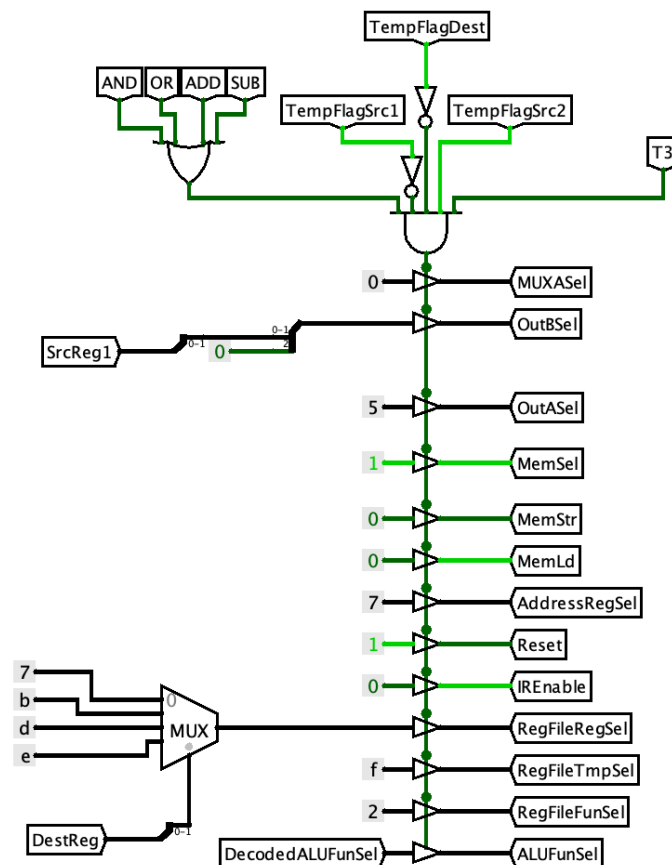 TempFlagDest
AND OR ADD SUB
TempFlagSrc1 TempFlagSrc2
T3
0 MUXASel
0-1
SrcReg1 0-1 0 2 OutBSel
5 OutASel
1 MemSel
0 MemStr
0 MemLd
7 AddressRegSel
1 Reset
7 0
0 IREnable
b
d MUX RegFileRegSel
e
f RegFileTmpSel
2 RegFileFunSel
DestReg 0-1
DecodedALUFunSel ALUFunSel